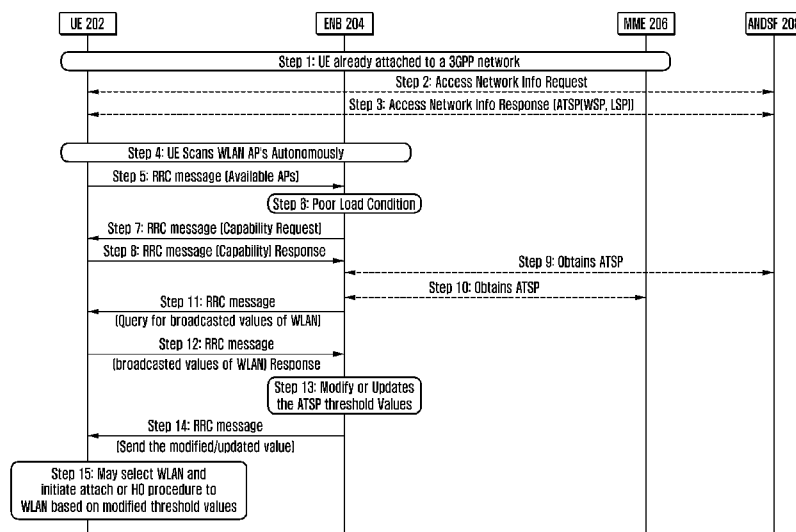 UE 202
ENB 204
MME 206
ANDSF 208
Step 1: UE already attached to a 3GPP network
Step 2: Access Network Info Request
Step 3: Access Network Info Response (ATSP(WSP, LSP))
Step 4: UE Scans WLAN AP's Autonomously
Step 5: RRC message (Available APs)
Step 6: Poor Load Condition
Step 7: RRC message (Capability Request)
Step 8: RRC message (Capability) Response
Step 9: Obtains ATSP
Step 10: Obtains ATSP
Step 11: RRC message
(Query for broadcasted values of WLAN)
Step 12: RRC message
(broadcasted values of WLAN) Response
Step 13: Modify or Updates
the ATSP threshold Values
Step 14: RRC message
(Send the modified/updated value)
Step 15: May select WLAN and
initiate attach or HO procedure to
WLAN based on modified threshold values